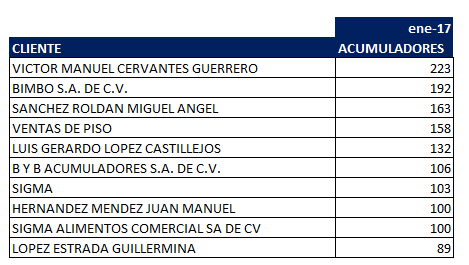 ene-17
CLIENTE ACUMULADORES
VICTOR MANUEL CERVANTES GUERRERO 223
BIMBO S.A. DE C.V. 192
SANCHEZ ROLDAN MIGUEL ANGEL 163
VENTAS DE PISO 158
LUIS GERARDO LOPEZ CASTILLEJOS 132
B Y B ACUMULADORES S.A. DE C.V. 106
SIGMA 103
HERNANDEZ MENDEZ JUAN MANUEL 100
SIGMA ALIMENTOS COMERCIAL SA DE CV 100
LOPEZ ESTRADA GUILLERMINA 89